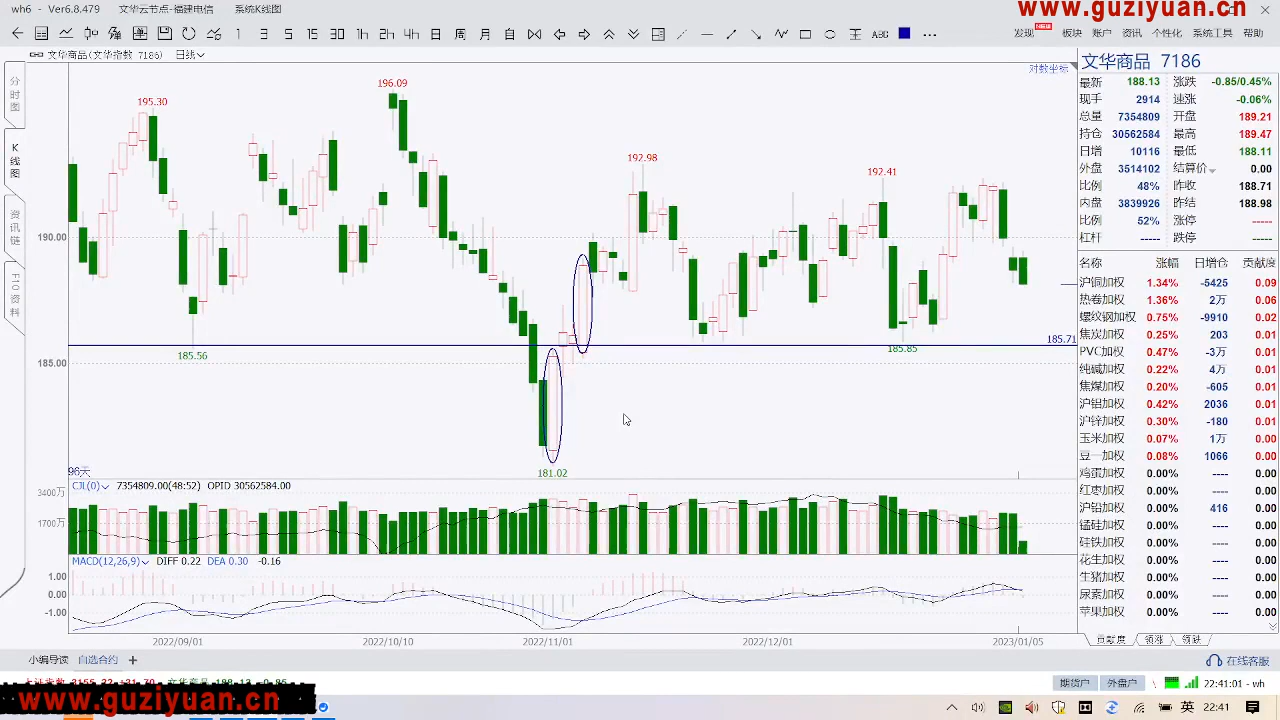 wh6 - Ver6.8.479 文华云节点-福建电信 系统K线图
www.guziyuan.cn
1 3 5 10 15 30 1h 2h 4h 日 周 月 季 自 ABC ...
发现 板块 账户 资讯 个性化 系统工具 帮助
文华商品(文华指数 7186) 日线
对数坐标
分时图
K线图
资讯链
F10资料
195.30
196.09
192.98
192.41
190.00
185.00
185.56
185.85
185.71
181.02
96天
CJL(0) 7354809.00(48:52) OPID 30562584.00
3400万
1700万
MACD(12,26,9) DIFF 0.22 DEA 0.30 -0.16
1.00
0.00
-1.00
2022/09/01 2022/10/10 2022/11/01 2022/12/01 2023/01/05
文华商品 7186
最新 188.13 涨跌 -0.85/0.45%
现手 2914 速涨 -0.06%
总量 7354809 开盘 189.21
持仓 30562584 最高 189.47
日增 10116 最低 188.11
外盘 3514102 结算价 0.00
比例 48% 昨收 188.71
内盘 3839926 昨结 188.98
比例 52% 涨停 -----
杠杆 ----- 跌停 -----
名称 涨幅 日增仓 贡献度
沪铜加权 1.34% -5425 0.09
热卷加权 1.36% 2万 0.06
螺纹钢加权 0.75% -9910 0.02
焦炭加权 0.25% 203 0.01
PVC加权 0.47% -3万 0.01
纯碱加权 0.22% 4万 0.01
焦煤加权 0.20% -605 0.01
沪铝加权 0.42% 2036 0.01
沪锌加权 0.30% -180 0.01
玉米加权 0.07% 1万 0.00
豆一加权 0.08% 1066 0.00
鸡蛋加权 0.00% ---- 0.00
红枣加权 0.00% ---- 0.00
沪铅加权 0.00% 416 0.00
锰硅加权 0.00% ---- 0.00
硅铁加权 0.00% ---- 0.00
花生加权 0.00% ---- 0.00
生猪加权 0.00% ---- 0.00
尿素加权 0.00% ---- 0.00
苹果加权 0.00% ---- 0.00
贡献度 领涨 领跌
小编导读 自选合约 +
在线客服
期货户 外盘户 22:41:01 - wh
www.guziyuan.cn
英 22:41